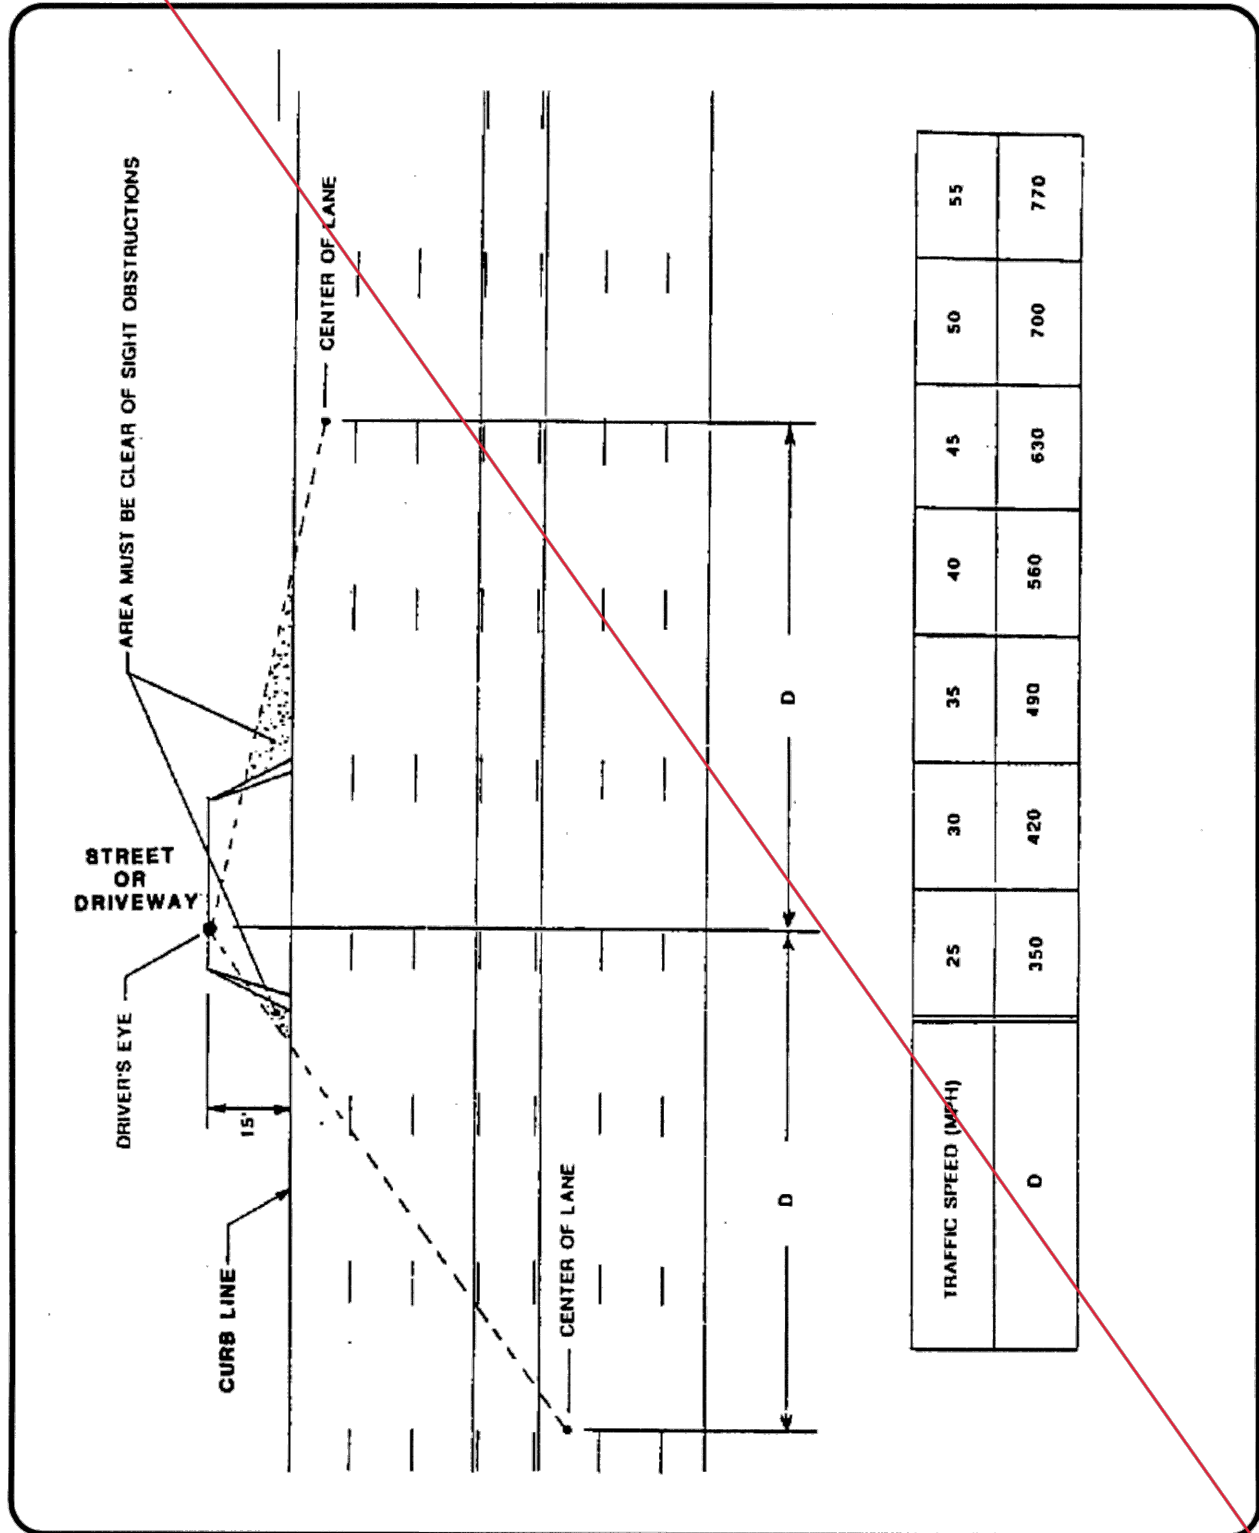 STREET
OR
DRIVEWAY
AREA MUST BE CLEAR OF SIGHT OBSTRUCTIONS
DRIVER'S EYE
CENTER OF LANE
15'
CURB LINE
CENTER OF LANE
D
D
TRAFFIC SPEED (MPH) 25 30 35 40 45 50 55
D 350 420 490 560 630 700 770